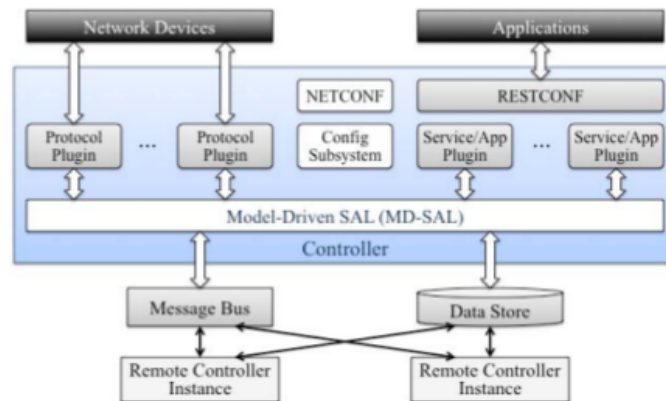 Network Devices
Applications
NETCONF
RESTCONF
Protocol
Plugin
...
Protocol
Plugin
Config
Subsystem
Service/App
Plugin
...
Service/App
Plugin
Model-Driven SAL (MD-SAL)
Controller
Message Bus
Data Store
Remote Controller
Instance
Remote Controller
Instance